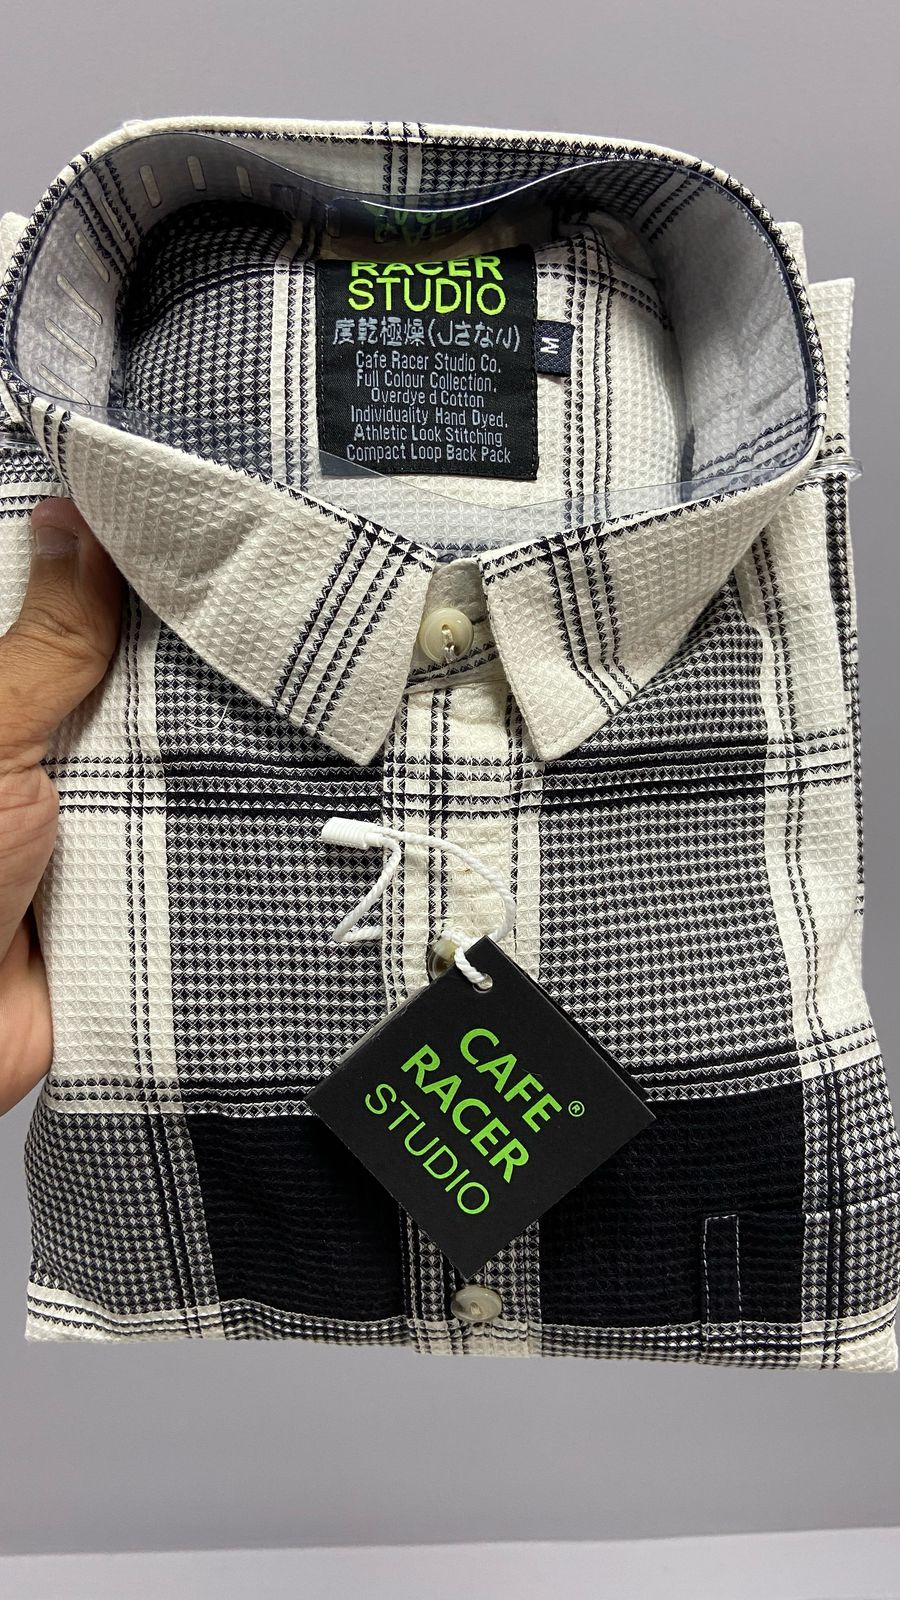 RACER
STUDIO
度乾極燥(Jさなり)
Cafe Racer Studio Co.
Full Colour Collection,
Overdye d Cotton
Individuality Hand Dyed,
Athletic Look Stitching
Compact Loop Back Pack
M
CAFE
RACER®
STUDIO